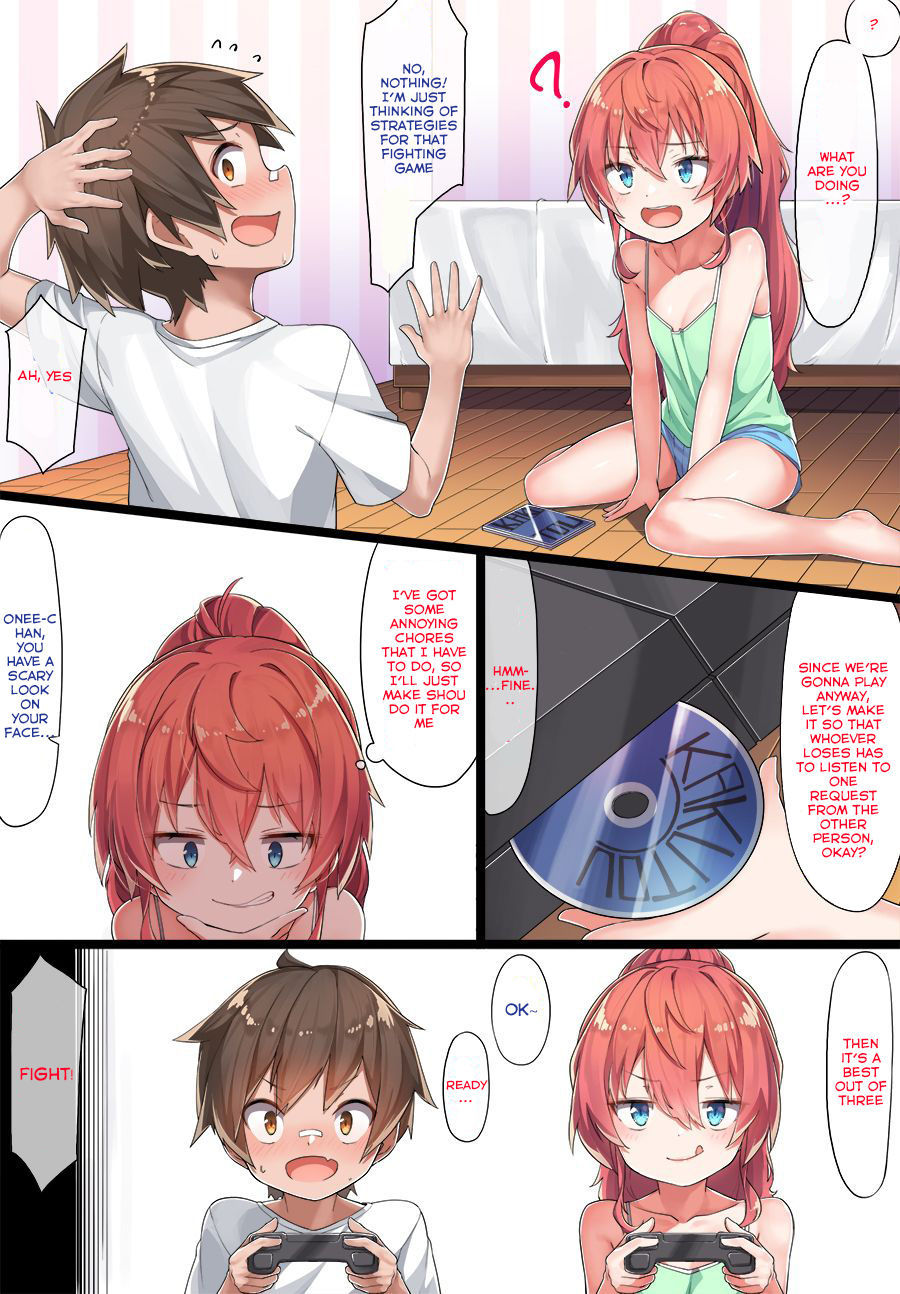 ?
WHAT
ARE YOU
DOING
...?
?
NO,
NOTHING!
I'M JUST
THINKING OF
STRATEGIES
FOR THAT
FIGHTING
GAME
AH, YES
SINCE WE'RE
GONNA PLAY
ANYWAY,
LET'S MAKE
IT SO THAT
WHOEVER
LOSES HAS
TO LISTEN TO
ONE
REQUEST
FROM THE
OTHER
PERSON,
OKAY?
KAKUTOU
HMM-
...FINE.
..
I'VE GOT
SOME
ANNOYING
CHORES
THAT I HAVE
TO DO, SO
I'LL JUST
MAKE SHOU
DO IT FOR
ME
ONEE-C
HAN,
YOU
HAVE A
SCARY
LOOK
ON
YOUR
FACE...
THEN
IT'S A
BEST
OUT OF
THREE
OK~
READY
...
FIGHT!